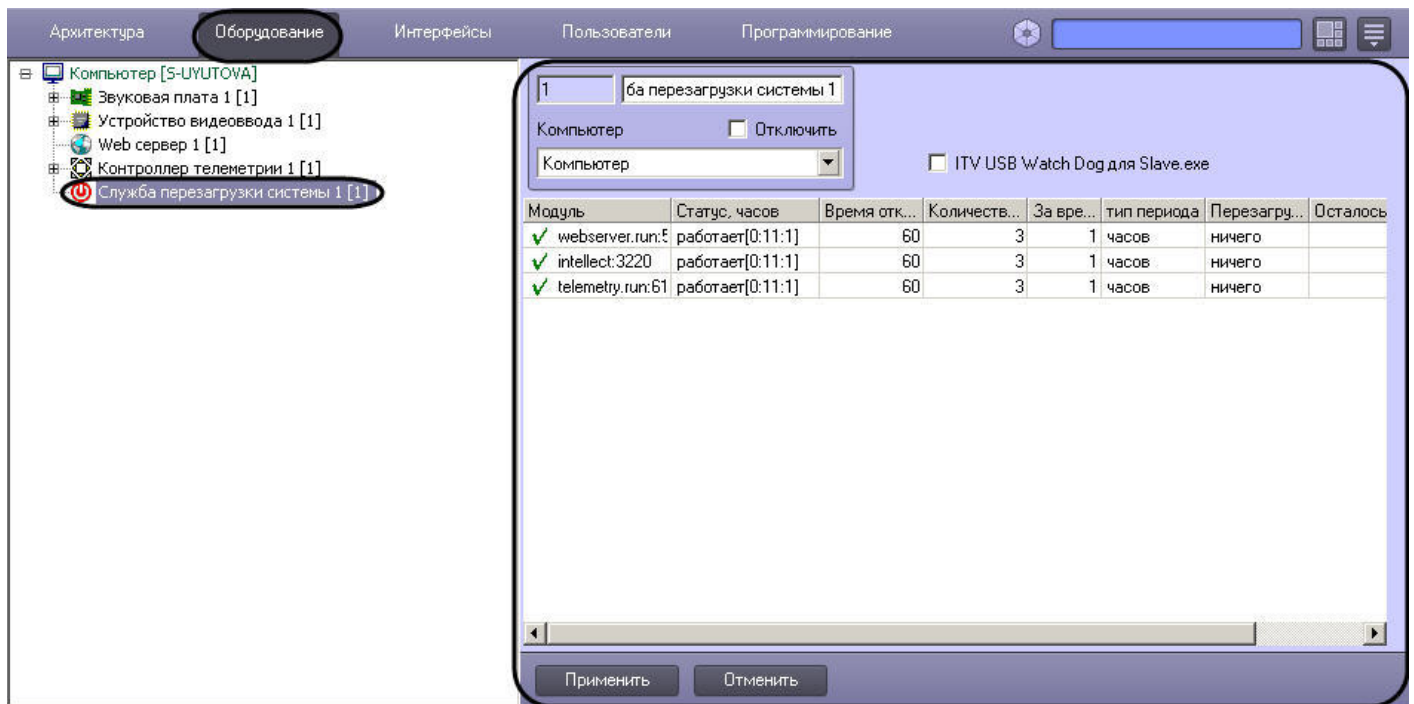 Архитектура Оборудование Интерфейсы Пользователи Программирование
Компьютер [S-UYUTOVA]
Звуковая плата 1 [1]
Устройство видеоввода 1 [1]
Web сервер 1 [1]
Контроллер телеметрии 1 [1]
Служба перезагрузки системы 1 [1]
1 ба перезагрузки системы 1
Компьютер Отключить
Компьютер ITV USB Watch Dog для Slave.exe
Модуль Статус, часов Время отк... Количеств... За вре... тип периода Перезагру... Осталось
webserver.run:5 работает[0:11:1] 60 3 1 часов ничего
intellect:3220 работает[0:11:1] 60 3 1 часов ничего
telemetry.run:61 работает[0:11:1] 60 3 1 часов ничего
Применить Отменить